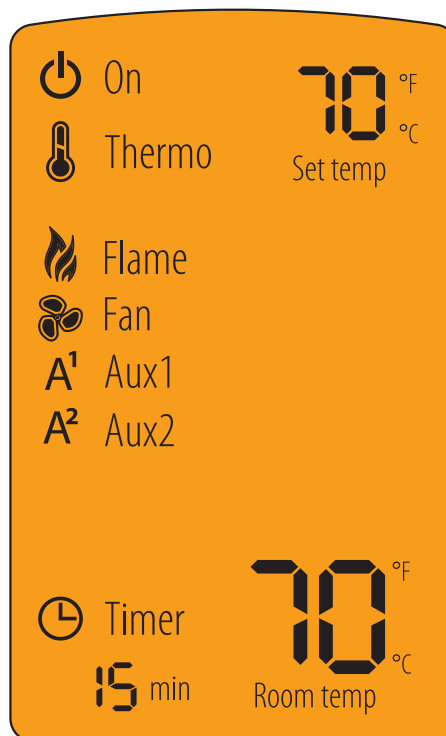 On
70 °F
°C
Thermo
Set temp
Flame
Fan
A¹ Aux1
A² Aux2
70 °F
°C
Timer
15 min
Room temp